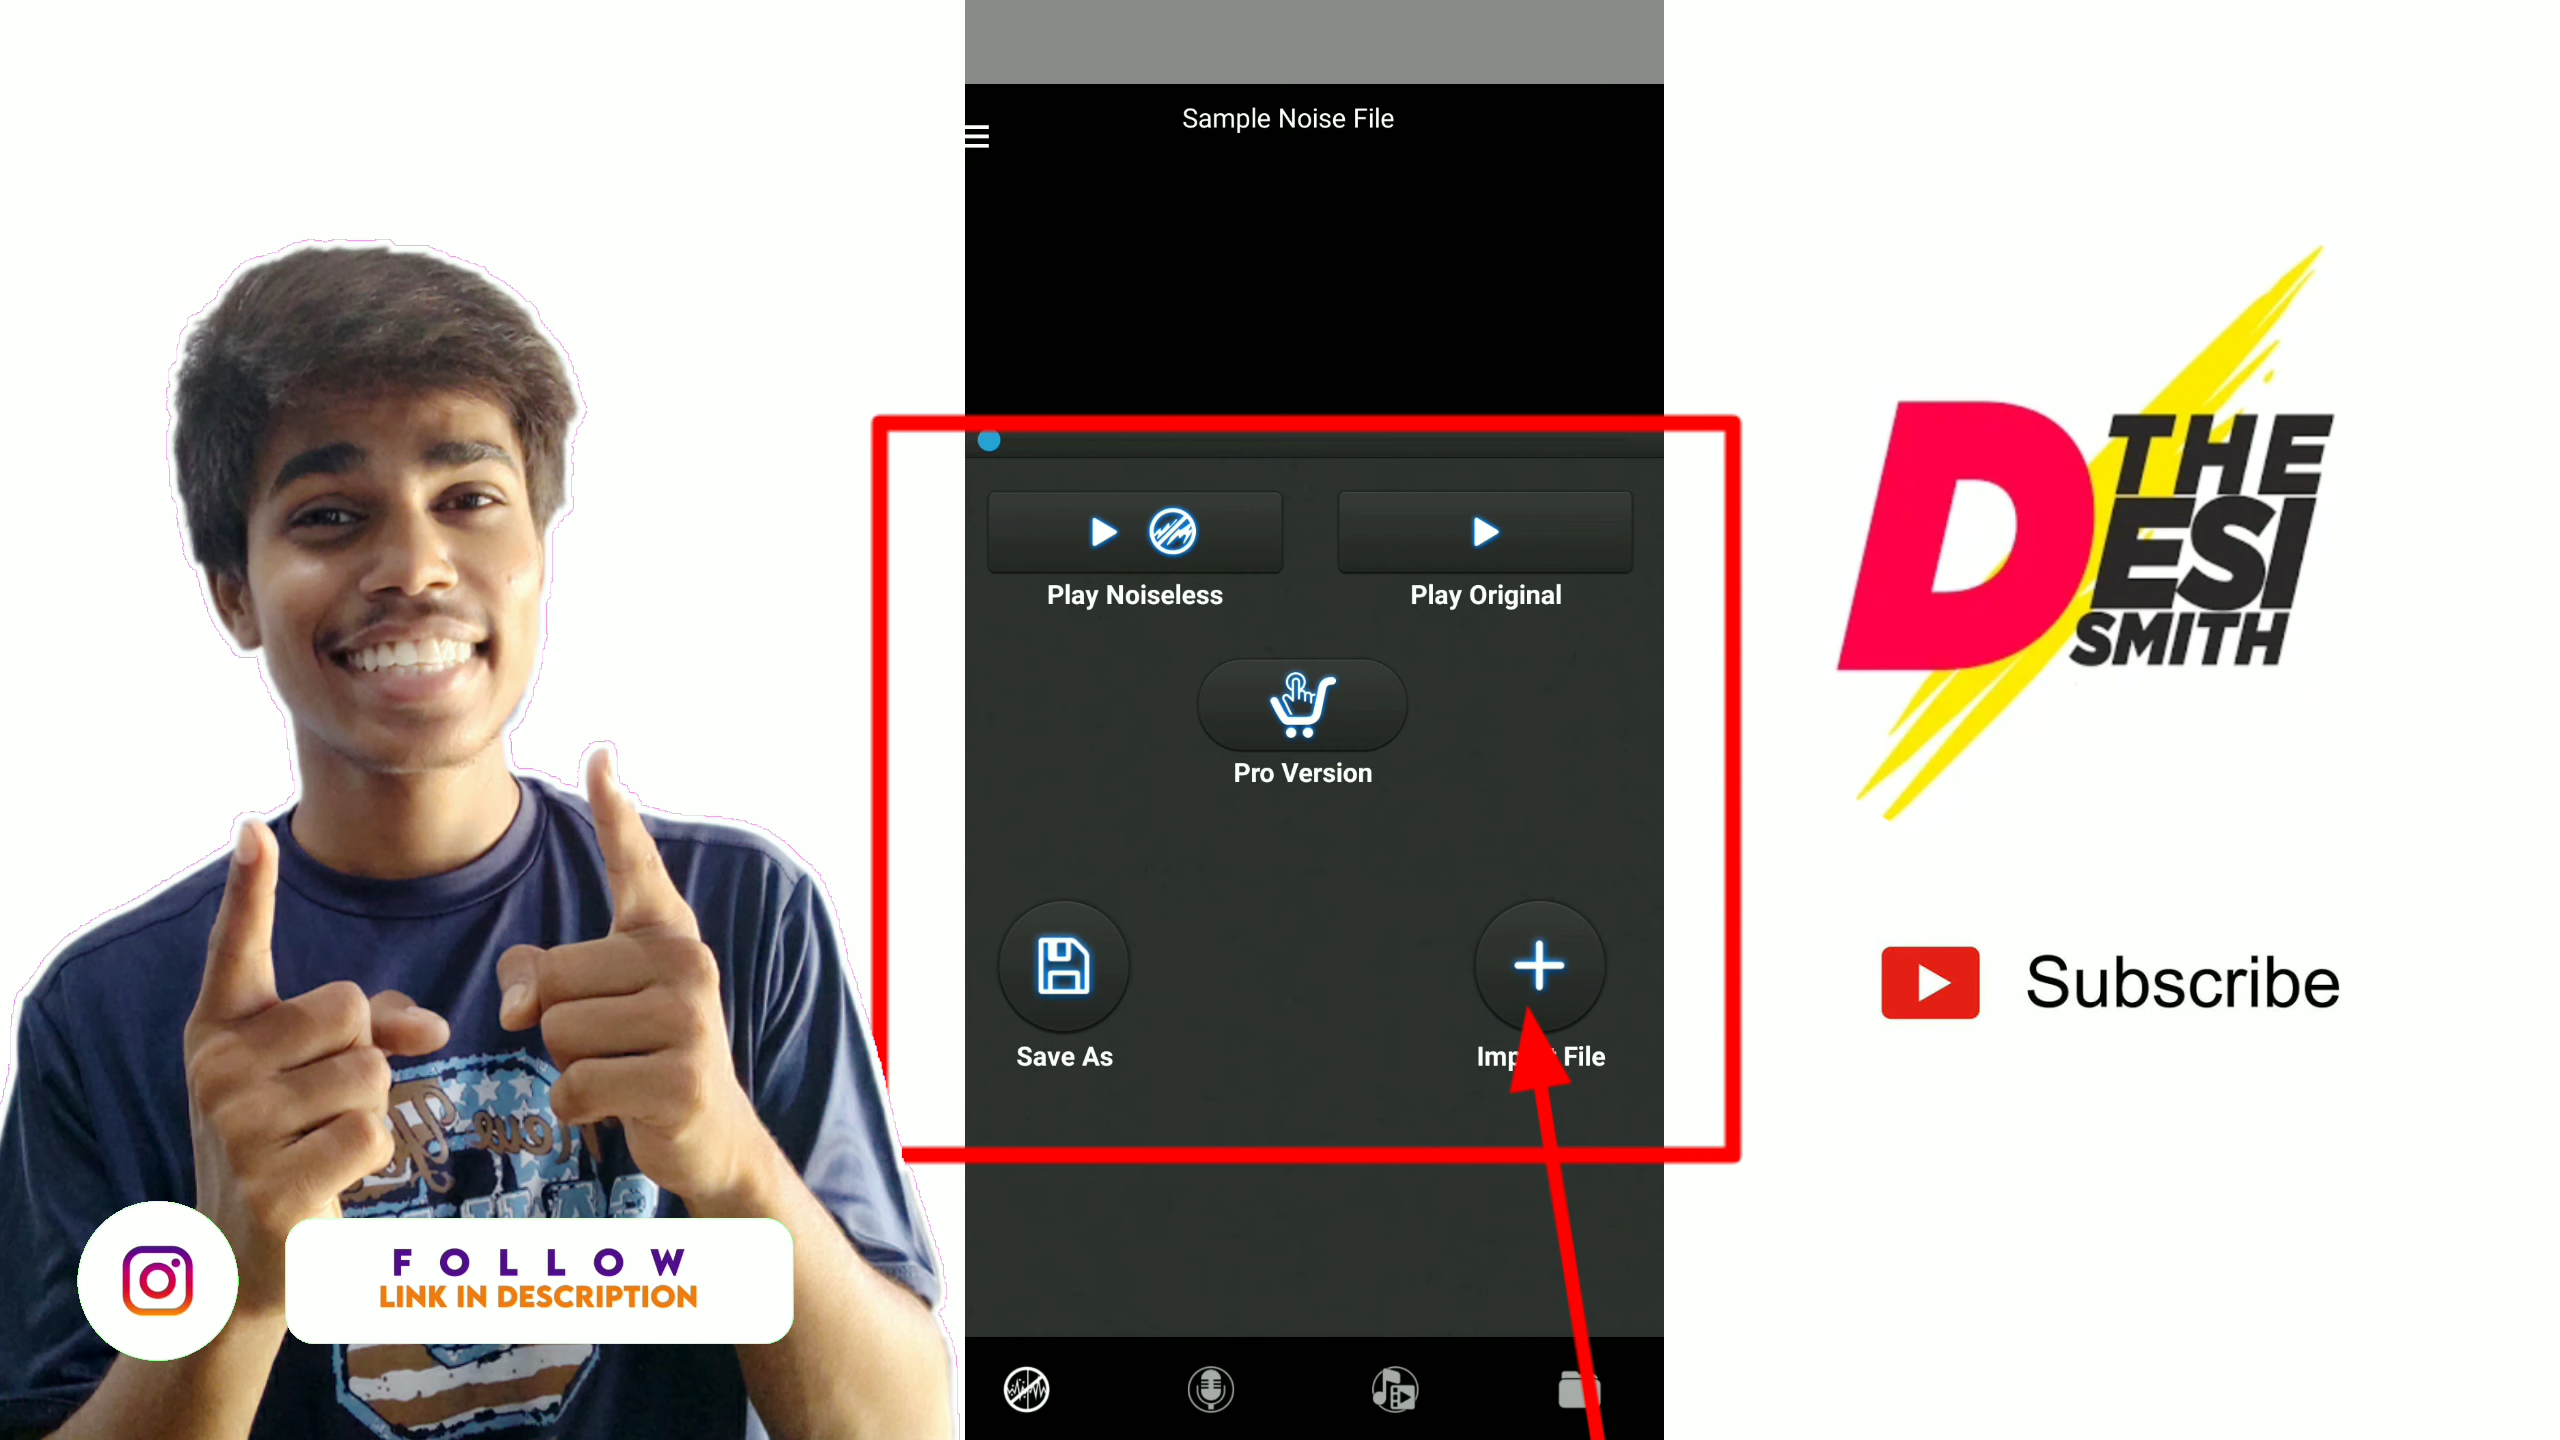 Sample Noise File
Play Noiseless
Play Original
Pro Version
Save As
File
THE
DESI
SMITH
Subscribe
FOLLOW
LINK IN DESCRIPTION